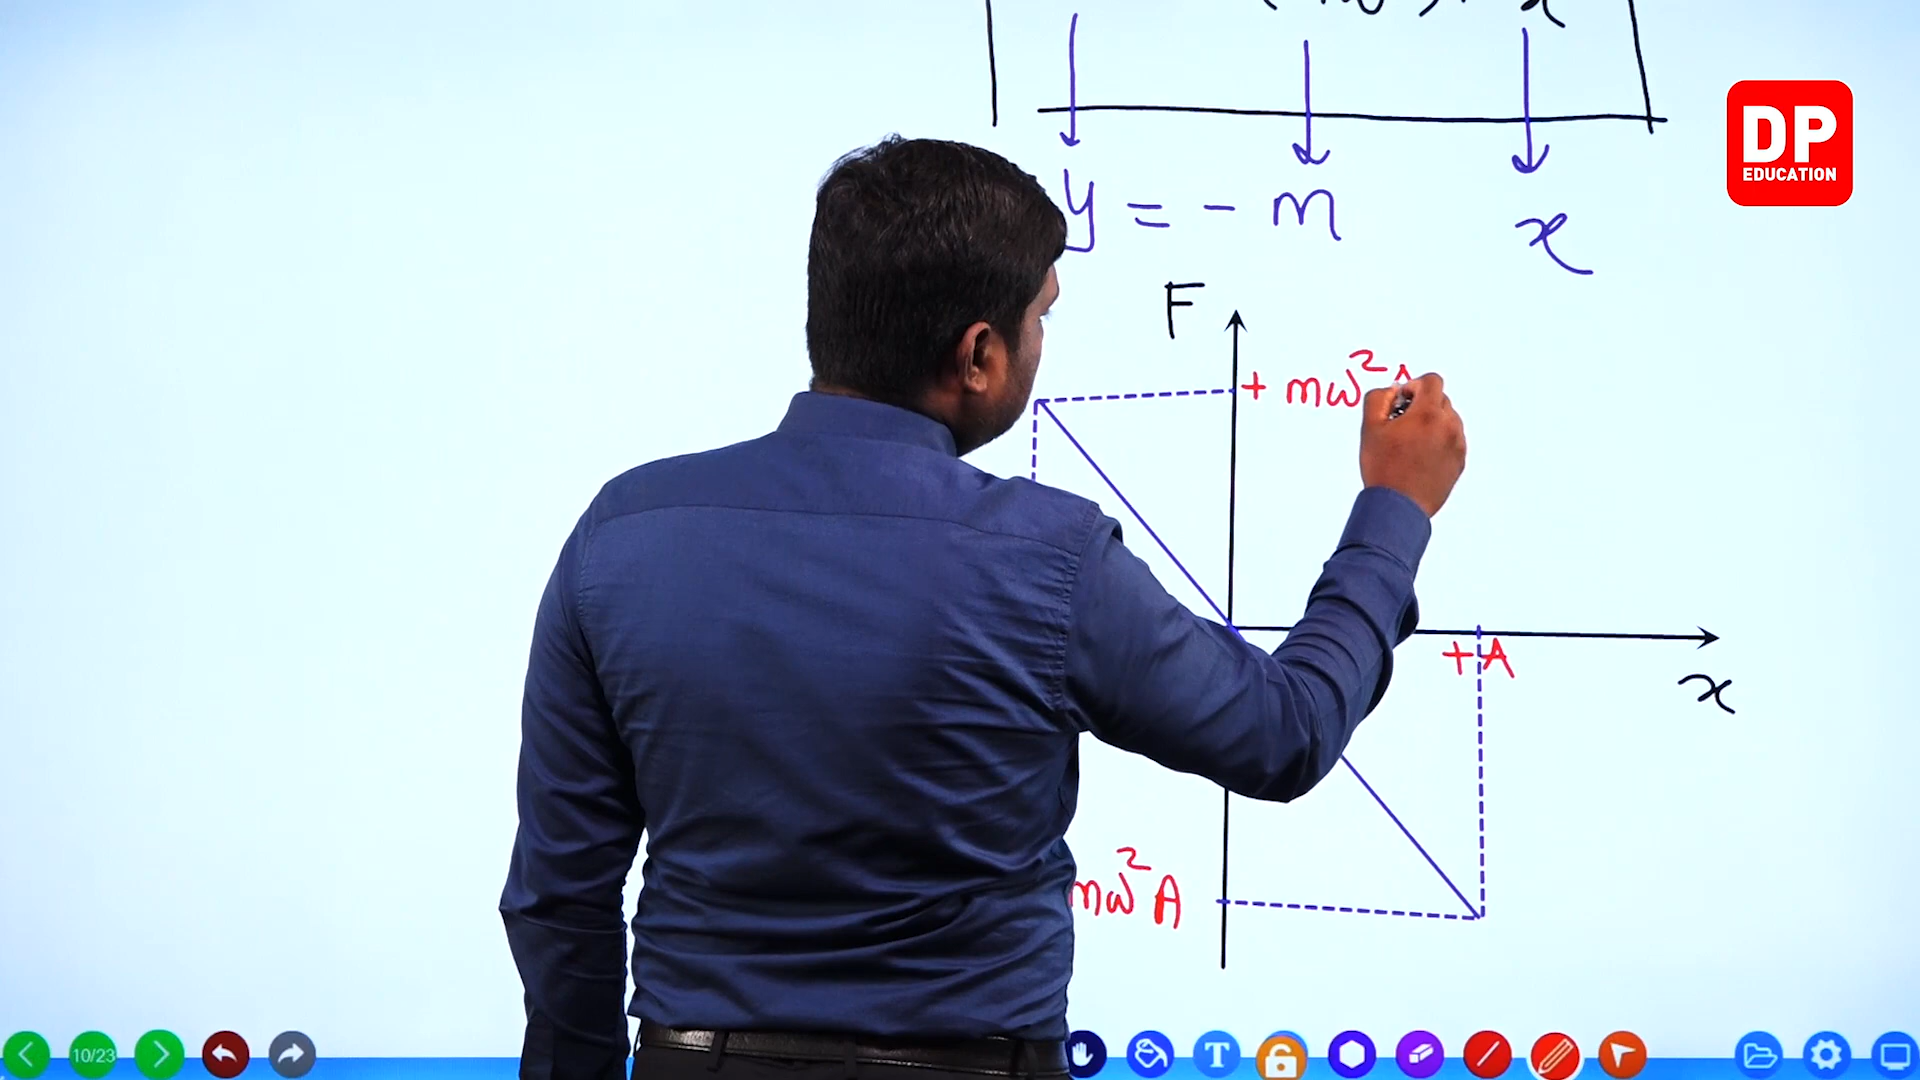 DP
EDUCATION
y = - m x
F
+ mω²
+A
x
mω²A
10/23
T